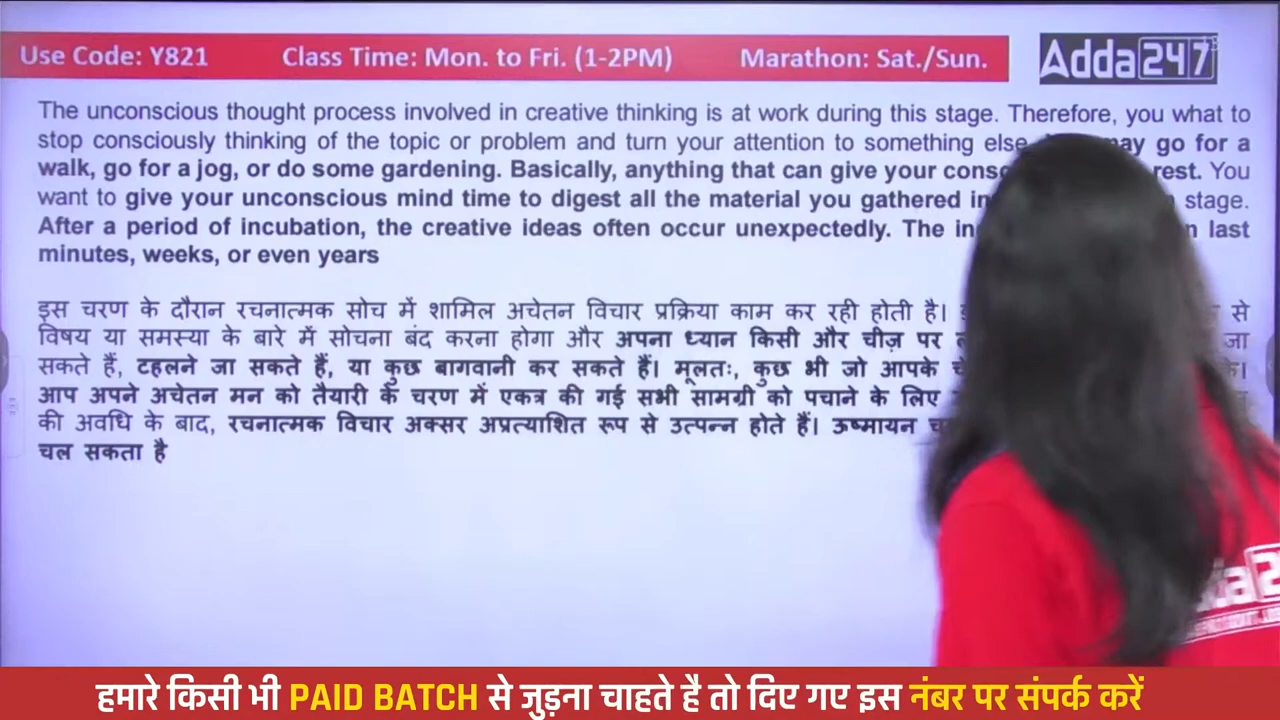 Use Code: Y821 Class Time: Mon. to Fri. (1-2PM) Marathon: Sat./Sun.
Adda247
The unconscious thought process involved in creative thinking is at work during this stage. Therefore, you what to
stop consciously thinking of the topic or problem and turn your attention to something else go for a
walk, go for a jog, or do some gardening. Basically, anything that can give your rest. You
want to give your unconscious mind time to digest all the material you gathered in stage.
After a period of incubation, the creative ideas often occur unexpectedly. The last
minutes, weeks, or even years
इस चरण के दौरान रचनात्मक सोच में शामिल अचेतन विचार प्रक्रिया काम कर रही होती है। से
विषय या समस्या के बारे में सोचना बंद करना होगा और अपना ध्यान किसी और चीज़ पर जा
सकते हैं, टहलने जा सकते हैं, या कुछ बागवानी कर सकते हैं। मूलतः, कुछ भी जो आपके
आप अपने अचेतन मन को तैयारी के चरण में एकत्र की गई सभी सामग्री को पचाने के लिए
की अवधि के बाद, रचनात्मक विचार अक्सर अप्रत्याशित रूप से उत्पन्न होते हैं। ऊष्मायन
चल सकता है
हमारे किसी भी PAID BATCH से जुड़ना चाहते है तो दिए गए इस नंबर पर संपर्क करें